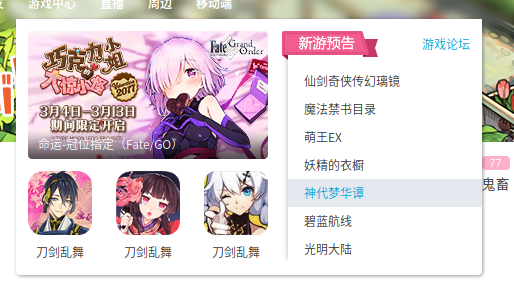 游戏中心 直播 周边 移动端
巧克力小姐
大惊小夺
2017
Fate Grand Order
3月4日—3月13日
期间限定开启
命运-冠位指定（Fate/GO）
刀剑乱舞 刀剑乱舞 刀剑乱舞
新游预告 游戏论坛
仙剑奇侠传幻璃镜
魔法禁书目录
萌王EX
妖精的衣橱
神代梦华谭
碧蓝航线
光明大陆
77
鬼畜